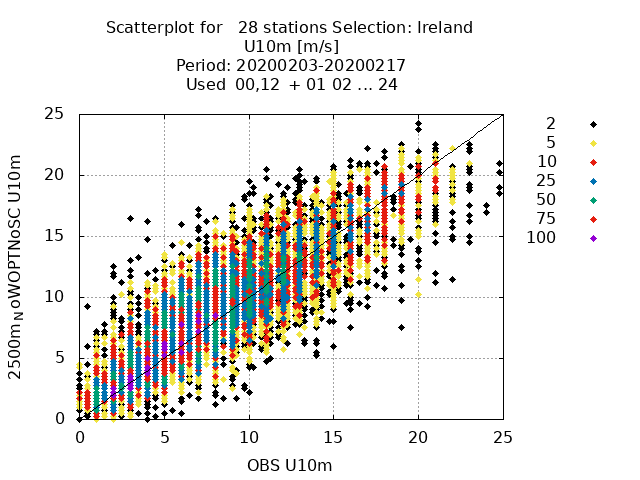 Scatterplot for 28 stations Selection: Ireland
U10m [m/s]
Period: 20200203-20200217
Used 00,12 + 01 02 ... 24
25
20
15
10
5
0
0 5 10 15 20 25
2500m_NoWOPTNoSC U10m
OBS U10m
2
5
10
25
50
75
100